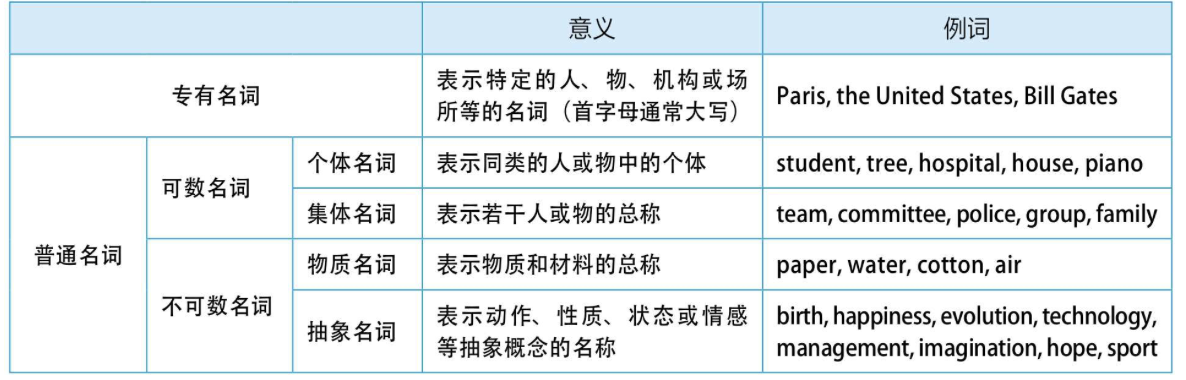 意义 例词
专有名词 表示特定的人、物、机构或场 Paris, the United States, Bill Gates
所等的名词（首字母通常大写）
普通名词 可数名词 个体名词 表示同类的人或物中的个体 student, tree, hospital, house, piano
集体名词 表示若干人或物的总称 team, committee, police, group, family
不可数名词 物质名词 表示物质和材料的总称 paper, water, cotton, air
抽象名词 表示动作、性质、状态或情感 birth, happiness, evolution, technology,
等抽象概念的名称 management, imagination, hope, sport